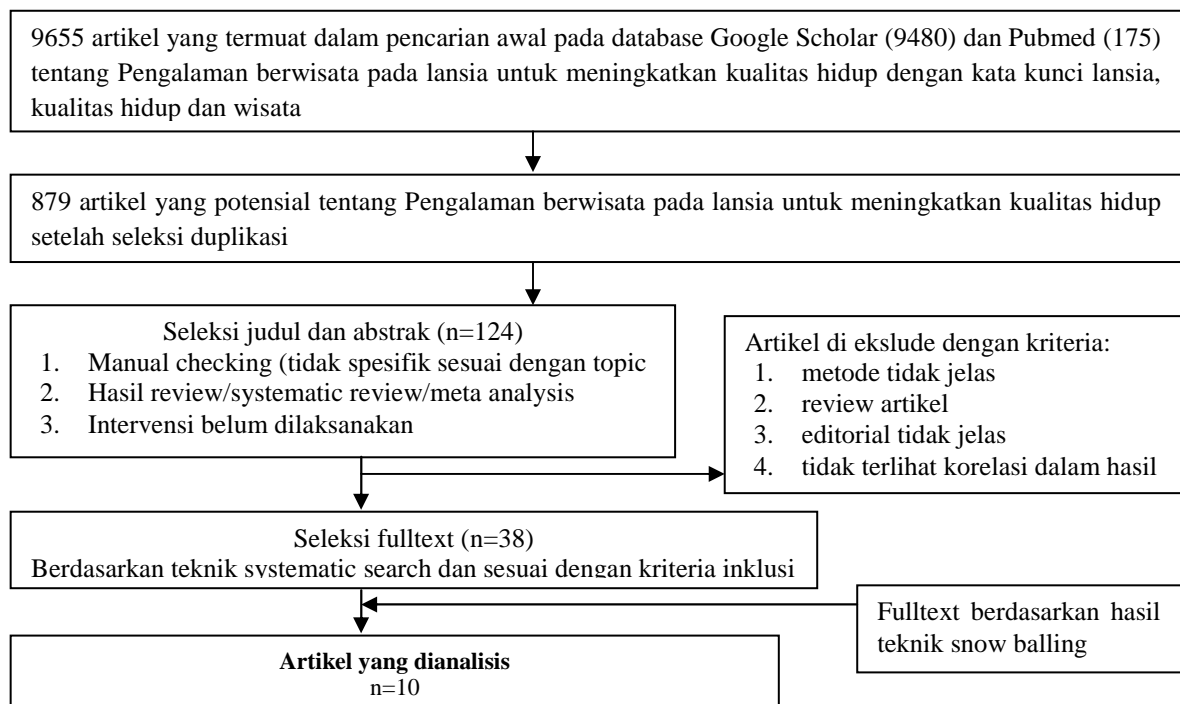 9655 artikel yang termuat dalam pencarian awal pada database Google Scholar (9480) dan Pubmed (175)
tentang Pengalaman berwisata pada lansia untuk meningkatkan kualitas hidup dengan kata kunci lansia,
kualitas hidup dan wisata
879 artikel yang potensial tentang Pengalaman berwisata pada lansia untuk meningkatkan kualitas hidup
setelah seleksi duplikasi
Seleksi judul dan abstrak (n=124)
1. Manual checking (tidak spesifik sesuai dengan topic
2. Hasil review/systematic review/meta analysis
3. Intervensi belum dilaksanakan
Artikel di ekslude dengan kriteria:
1. metode tidak jelas
2. review artikel
3. editorial tidak jelas
4. tidak terlihat korelasi dalam hasil
Seleksi fulltext (n=38)
Berdasarkan teknik systematic search dan sesuai dengan kriteria inklusi
Fulltext berdasarkan hasil
teknik snow balling
Artikel yang dianalisis
n=10